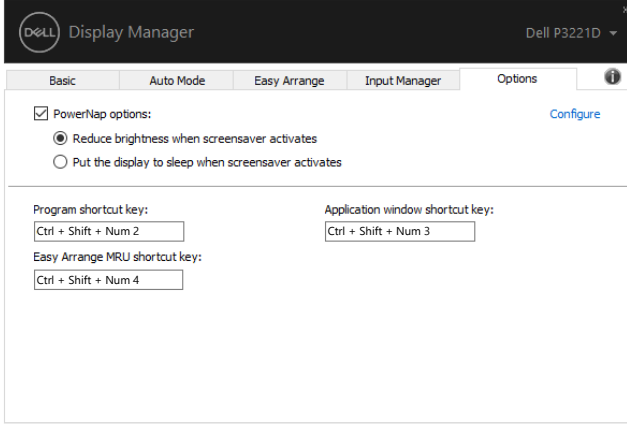 DELL Display Manager
Dell P3221D
Basic Auto Mode Easy Arrange Input Manager Options
PowerNap options: Configure
Reduce brightness when screensaver activates
Put the display to sleep when screensaver activates
Program shortcut key: Application window shortcut key:
Ctrl + Shift + Num 2 Ctrl + Shift + Num 3
Easy Arrange MRU shortcut key:
Ctrl + Shift + Num 4